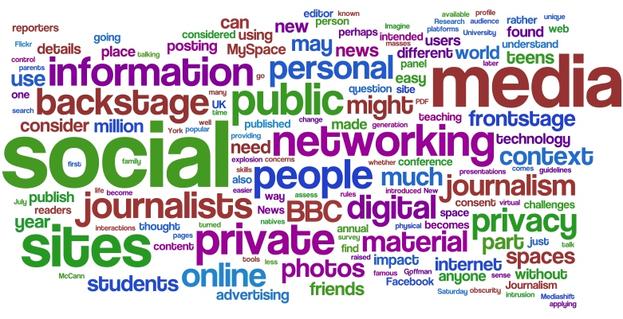 reporters can new editor known person perhaps Imagine intended masses available profile Research audience platforms University rather unique found web
Flickr details going place talking considered using posting MySpace may news different users world understand
control parents use information go personal panel easy later teens
one backstage many UK time public question site might PDF media
search consider million York well popular published change made generation teaching frontstage
social first family providing need explosion concerns networking technology
skills also people whether conference much presentations context comes guidelines
July publish life become easier way assess rules introduced New journalism
readers journalists News natives BBC digital space consent virtual challenges
year interactions thought turned private annual physical becomes privacy
sites pages content survey find material part just talk
McCann tools less photos raised impact internet anyone sense spaces without
students online famous Goffman Facebook Journalism
advertising friends Saturday obscurity intrusion Mediashift applying